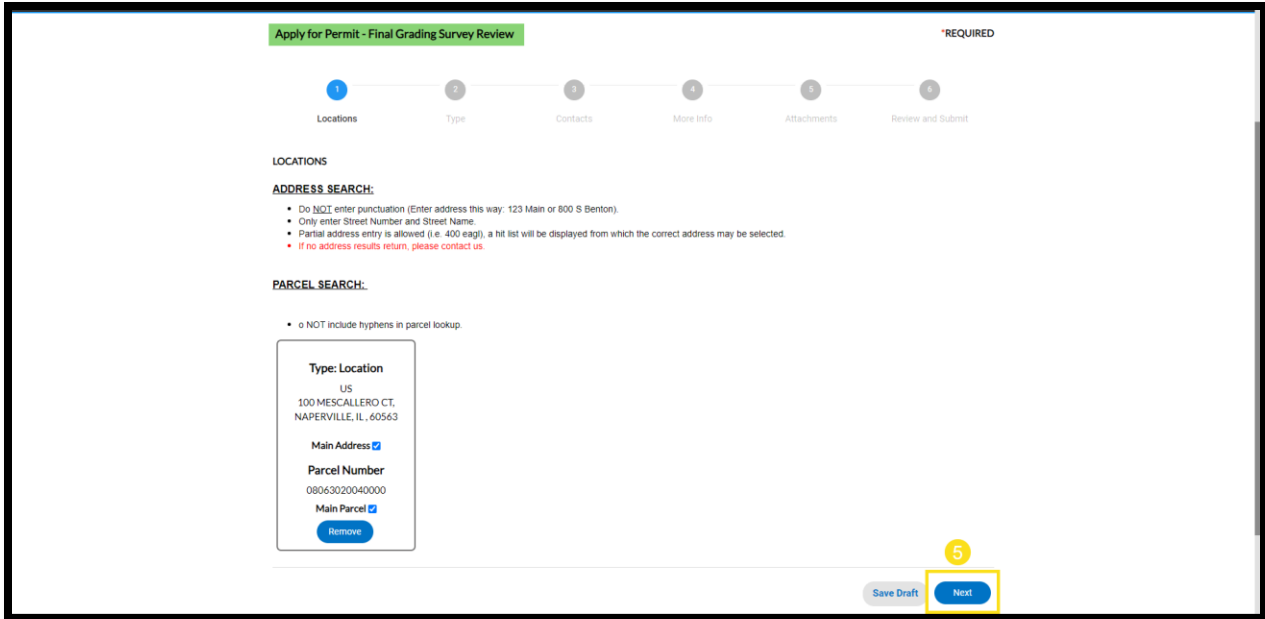 Apply for Permit - Final Grading Survey Review
*REQUIRED
1
2
3
4
5
6
Locations
Type
Contacts
More Info
Attachments
Review and Submit
LOCATIONS
ADDRESS SEARCH:
• Do NOT enter punctuation (Enter address this way: 123 Main or 800 S Benton).
• Only enter Street Number and Street Name.
• Partial address entry is allowed (i.e. 400 eagl), a hit list will be displayed from which the correct address may be selected.
• If no address results return, please contact us.
PARCEL SEARCH:
• o NOT include hyphens in parcel lookup.
Type: Location
US
100 MESCALLERO CT,
NAPERVILLE, IL , 60563
Main Address
Parcel Number
08063020040000
Main Parcel
Remove
5
Save Draft
Next